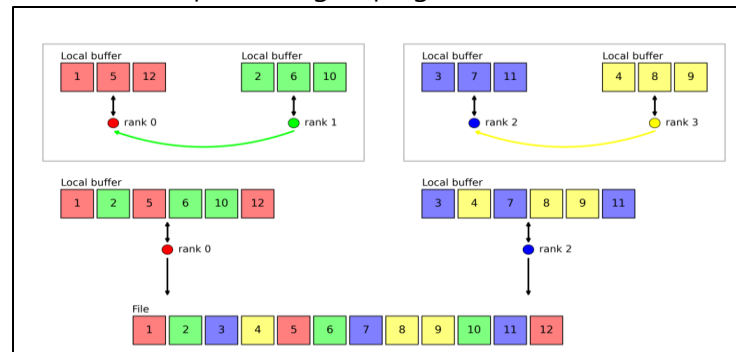 Local buffer Local buffer Local buffer Local buffer
1 5 12 2 6 10 3 7 11 4 8 9
rank 0 rank 1 rank 2 rank 3
Local buffer Local buffer
1 2 5 6 10 12 3 4 7 8 9 11
rank 0 rank 2
File
1 2 3 4 5 6 7 8 9 10 11 12